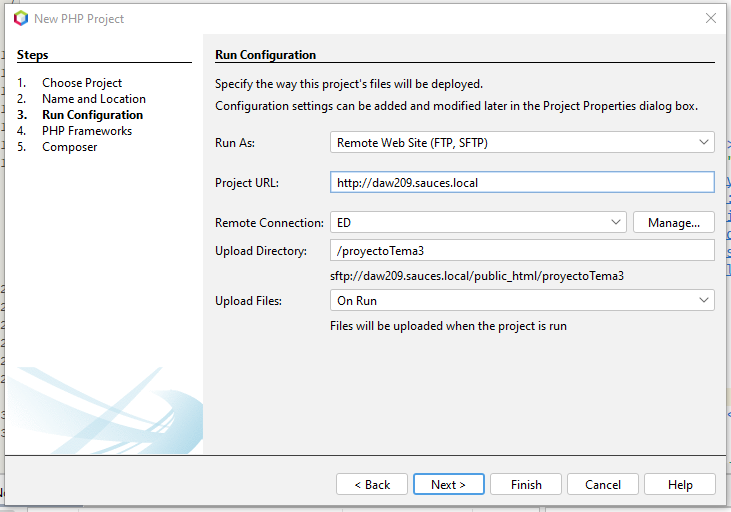 New PHP Project
Steps
1. Choose Project
2. Name and Location
3. Run Configuration
4. PHP Frameworks
5. Composer
Run Configuration
Specify the way this project's files will be deployed.
Configuration settings can be added and modified later in the Project Properties dialog box.
Run As: Remote Web Site (FTP, SFTP)
Project URL: http://daw209.sauces.local
Remote Connection: ED Manage...
Upload Directory: /proyectoTema3
sftp://daw209.sauces.local/public_html/proyectoTema3
Upload Files: On Run
Files will be uploaded when the project is run
< Back Next > Finish Cancel Help